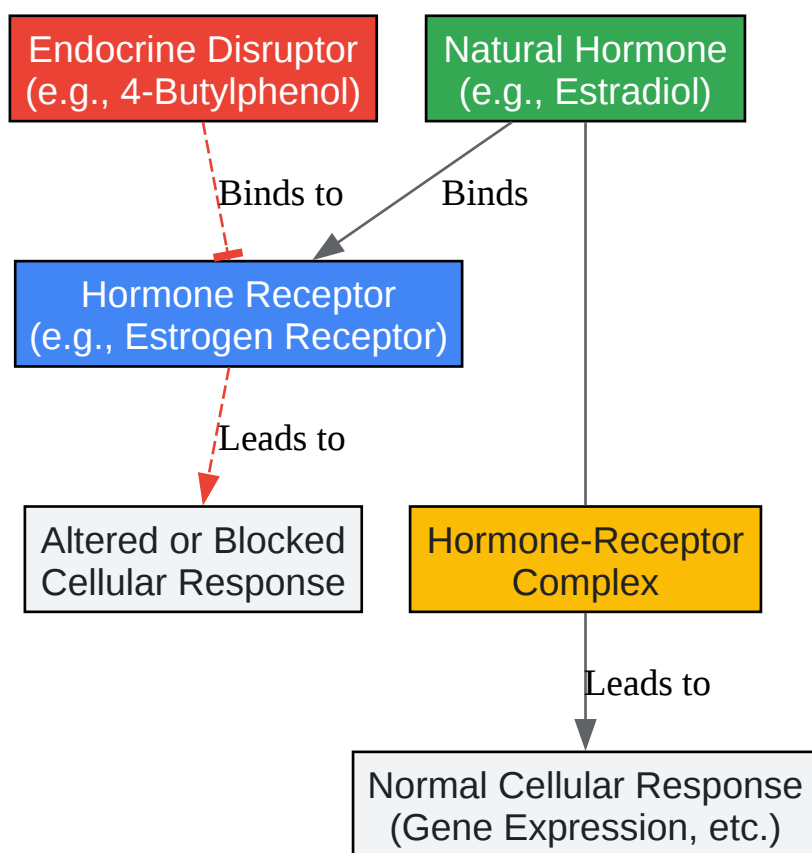 Endocrine Disruptor
(e.g., 4-Butylphenol)
Natural Hormone
(e.g., Estradiol)
Binds to
Binds
Hormone Receptor
(e.g., Estrogen Receptor)
Leads to
Altered or Blocked
Cellular Response
Hormone-Receptor
Complex
Leads to
Normal Cellular Response
(Gene Expression, etc.)